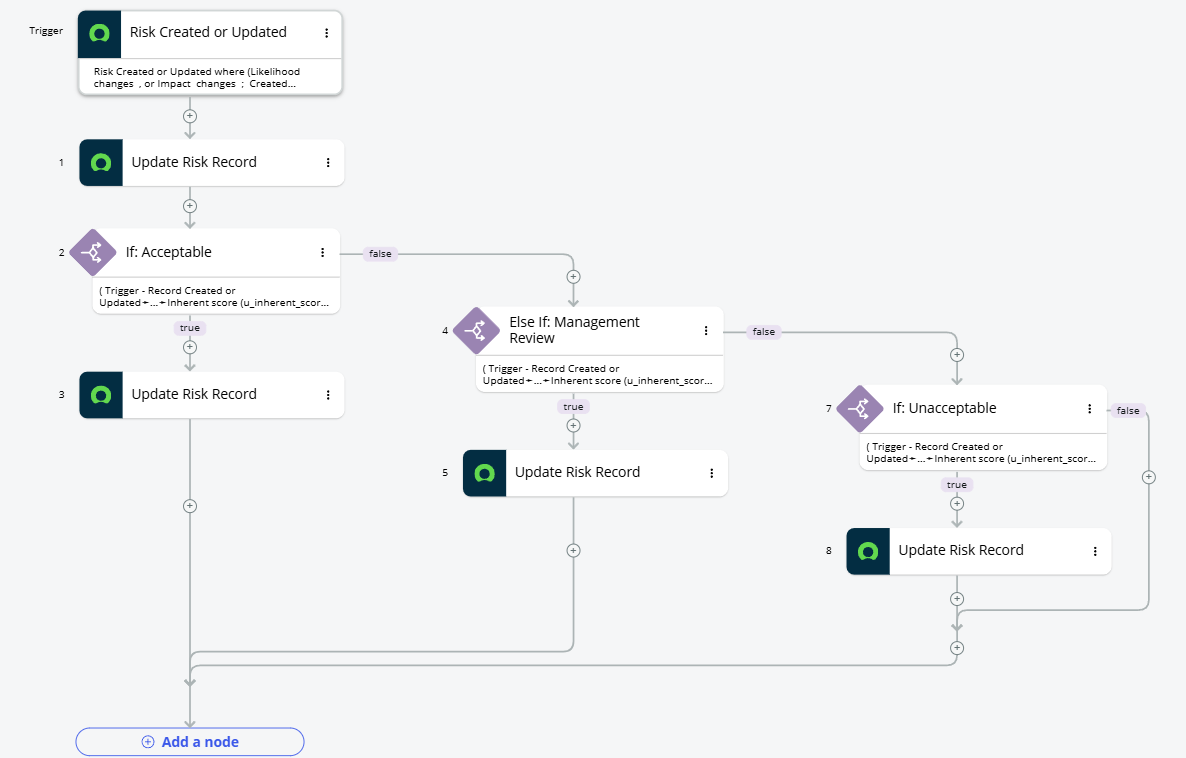 Trigger
Risk Created or Updated
Risk Created or Updated where (Likelihood
changes , or Impact changes ; Created...
1
Update Risk Record
2
If: Acceptable
false
( Trigger - Record Created or
Updated➛...➛Inherent score (u_inherent_scor...
true
3
Update Risk Record
4
Else If: Management
Review
false
( Trigger - Record Created or
Updated➛...➛Inherent score (u_inherent_scor...
true
5
Update Risk Record
7
If: Unacceptable
false
( Trigger - Record Created or
Updated➛...➛Inherent score (u_inherent_scor...
true
8
Update Risk Record
Add a node